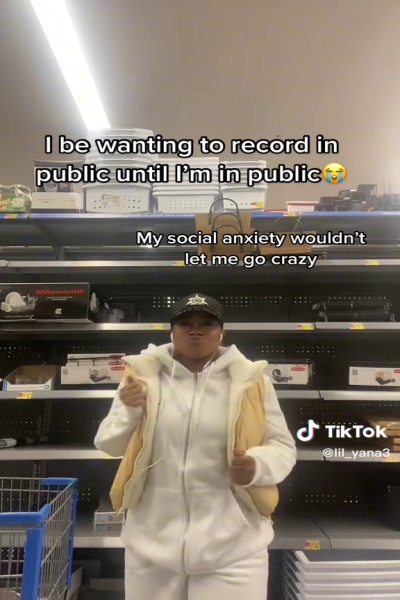 I be wanting to record in
public until I'm in public😭
My social anxiety wouldn't
let me go crazy
TikTok
@lil_yana3